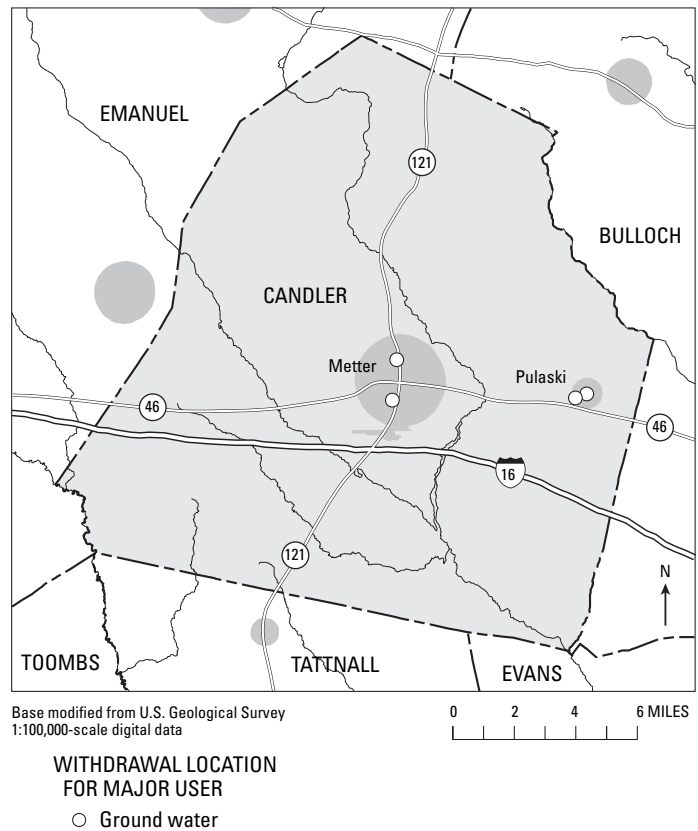 EMANUEL
121
BULLOCH
CANDLER
Metter
Pulaski
46
46
16
121
N
TOOMBS
TATTNALL
EVANS
Base modified from U.S. Geological Survey
1:100,000-scale digital data
0 2 4 6 MILES
WITHDRAWAL LOCATION
FOR MAJOR USER
Ground water